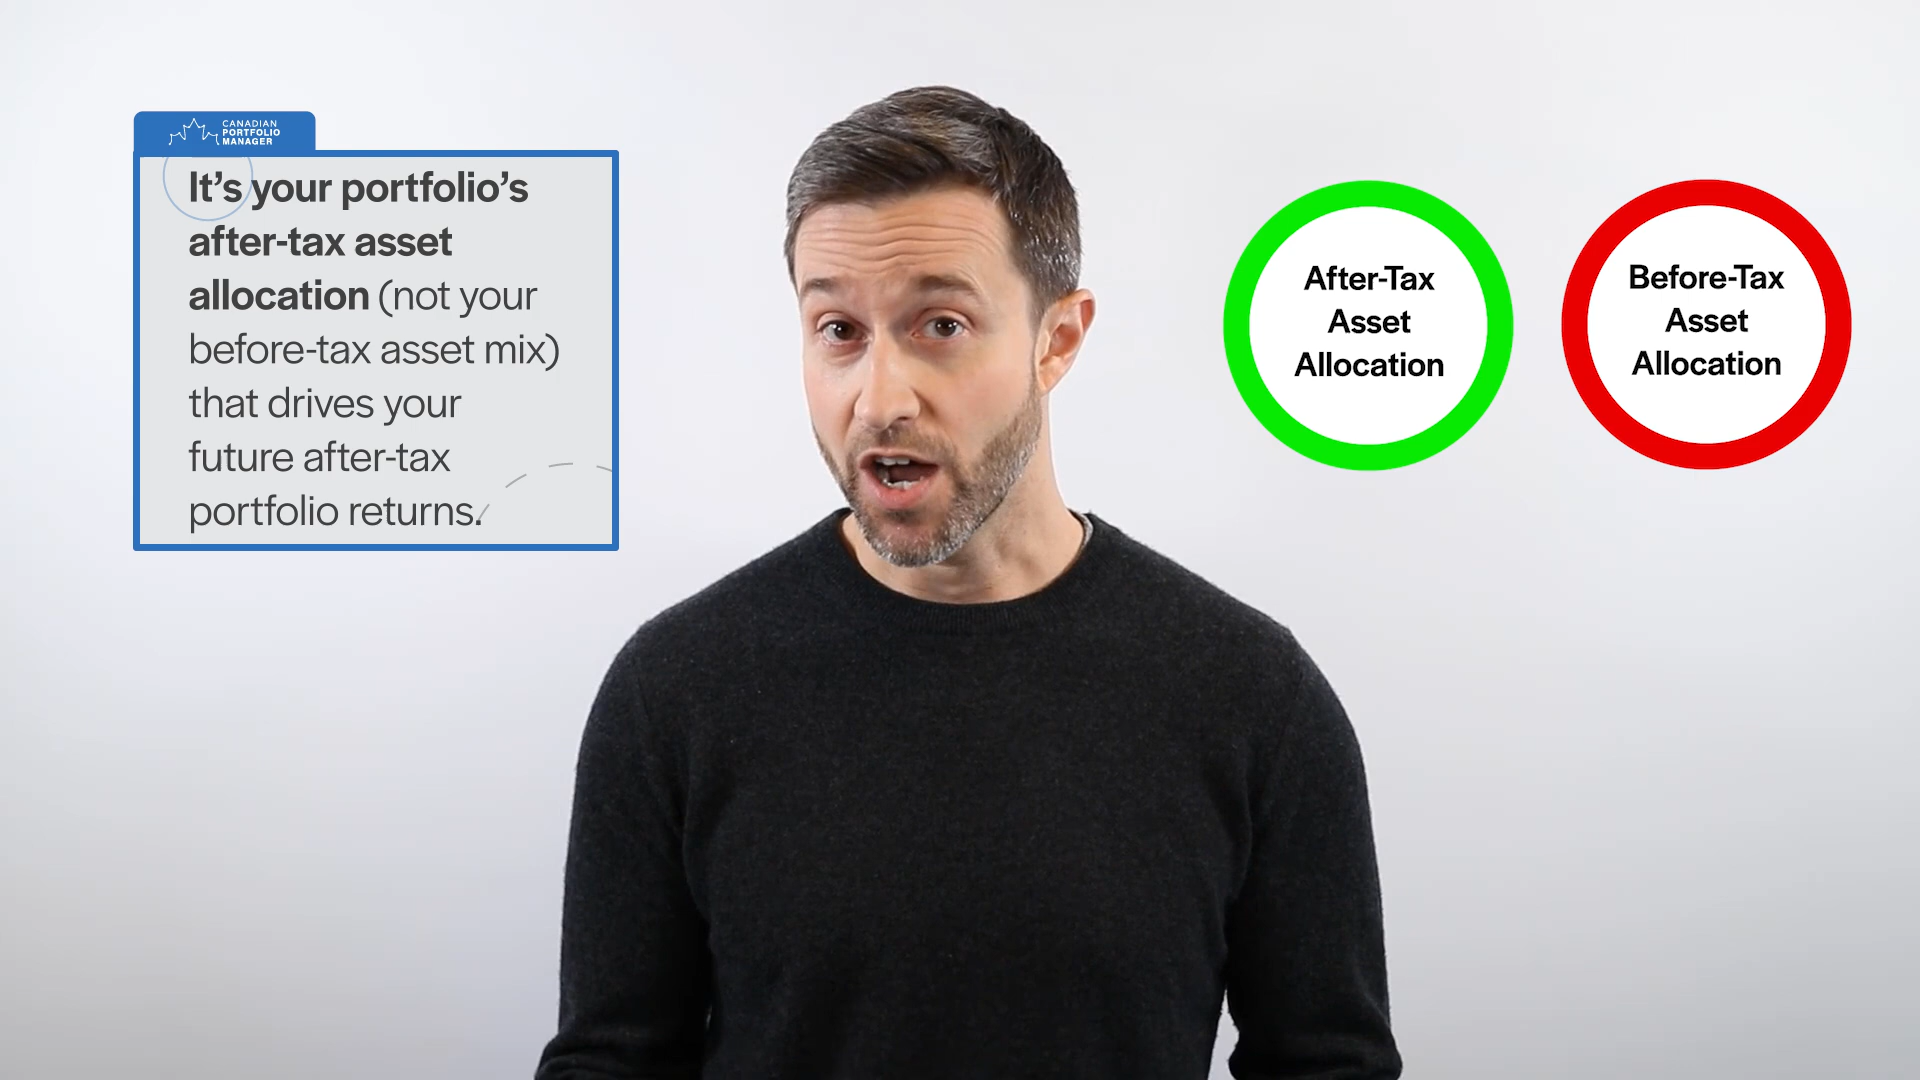 CANADIAN
PORTFOLIO
MANAGER
It’s your portfolio’s
after-tax asset
allocation (not your
before-tax asset mix)
that drives your
future after-tax
portfolio returns.
After-Tax
Asset
Allocation
Before-Tax
Asset
Allocation